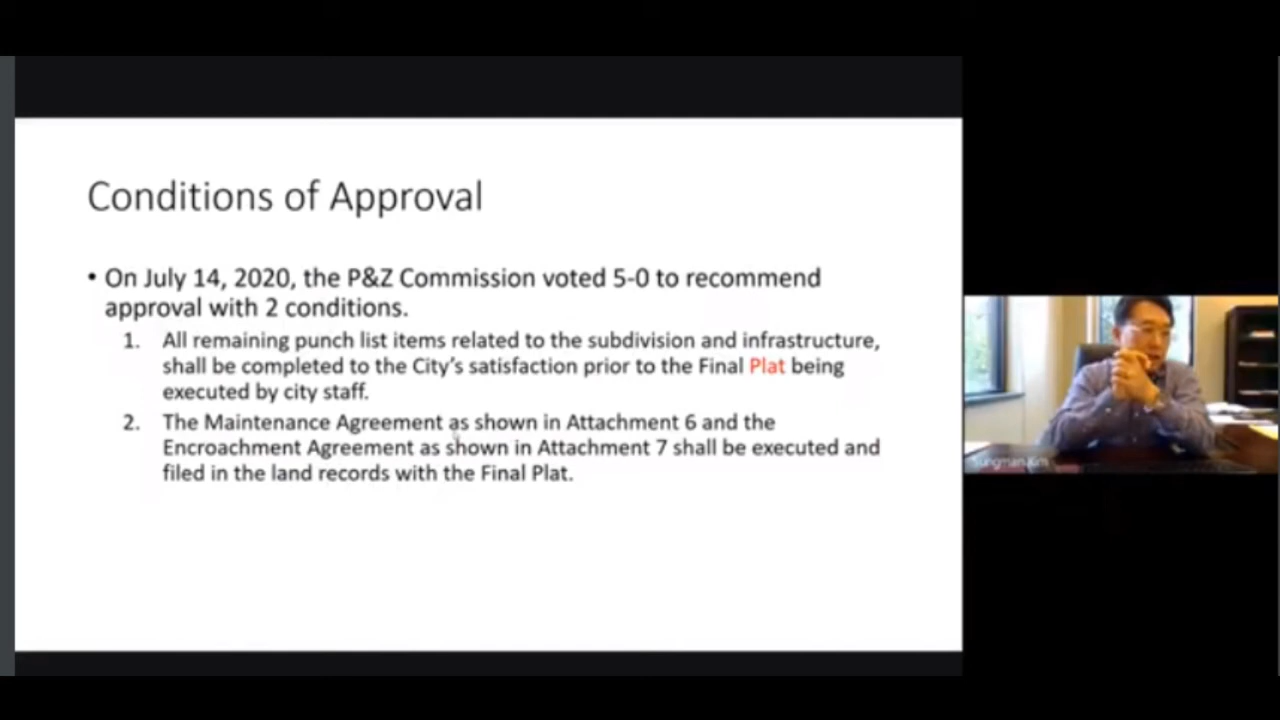 Conditions of Approval
• On July 14, 2020, the P&Z Commission voted 5-0 to recommend
approval with 2 conditions.
1. All remaining punch list items related to the subdivision and infrastructure,
shall be completed to the City's satisfaction prior to the Final Plat being
executed by city staff.
2. The Maintenance Agreement as shown in Attachment 6 and the
Encroachment Agreement as shown in Attachment 7 shall be executed and
filed in the land records with the Final Plat.
Sungman Kim